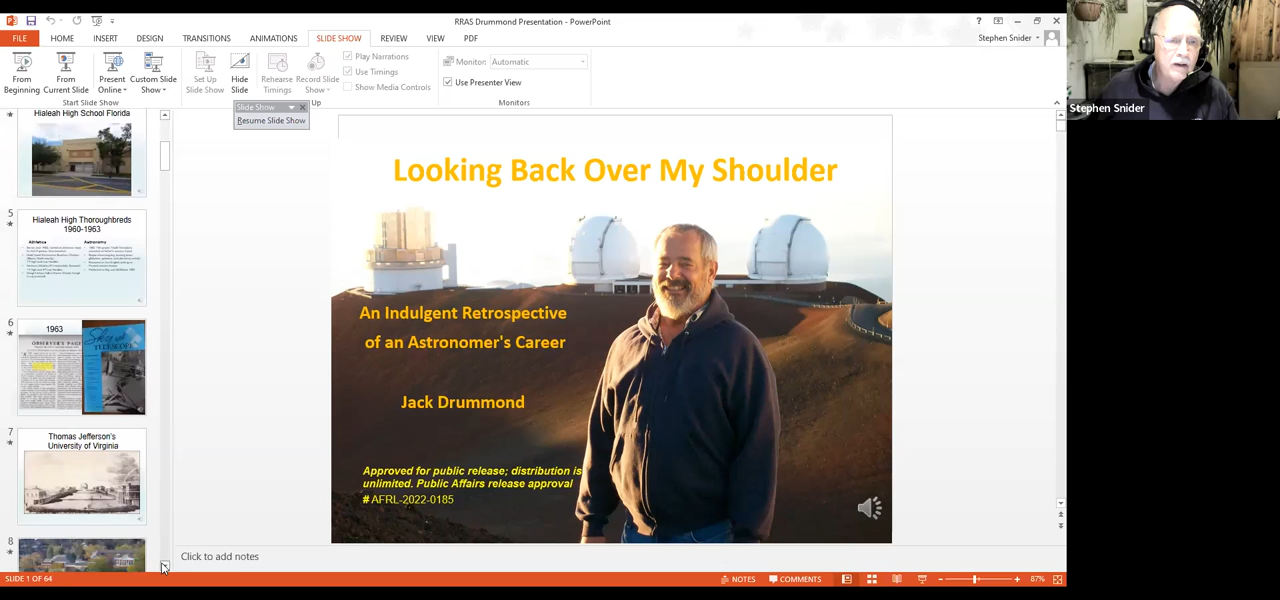 RRAS Drummond Presentation - PowerPoint
FILE HOME INSERT DESIGN TRANSITIONS ANIMATIONS SLIDE SHOW REVIEW VIEW PDF
Stephen Snider
From Beginning
From Current Slide
Present Online
Custom Slide Show
Start Slide Show
Set Up Slide Show
Hide Slide
Rehearse Timings
Record Slide Show
Play Narrations
Use Timings
Show Media Controls
Up
Monitor: Automatic
Use Presenter View
Monitors
Slide Show
Resume Slide Show
Stephen Snider
Hialeah High School Florida
5
Hialeah High Thoroughbreds
1960-1963
Athletics
Astronomy
6
1963
OBSERVER'S PAGE
7
Thomas Jefferson's
University of Virginia
8
Looking Back Over My Shoulder
An Indulgent Retrospective
of an Astronomer's Career
Jack Drummond
Approved for public release; distribution is
unlimited. Public Affairs release approval
# AFRL-2022-0185
Click to add notes
SLIDE 1 OF 64
NOTES COMMENTS
87%